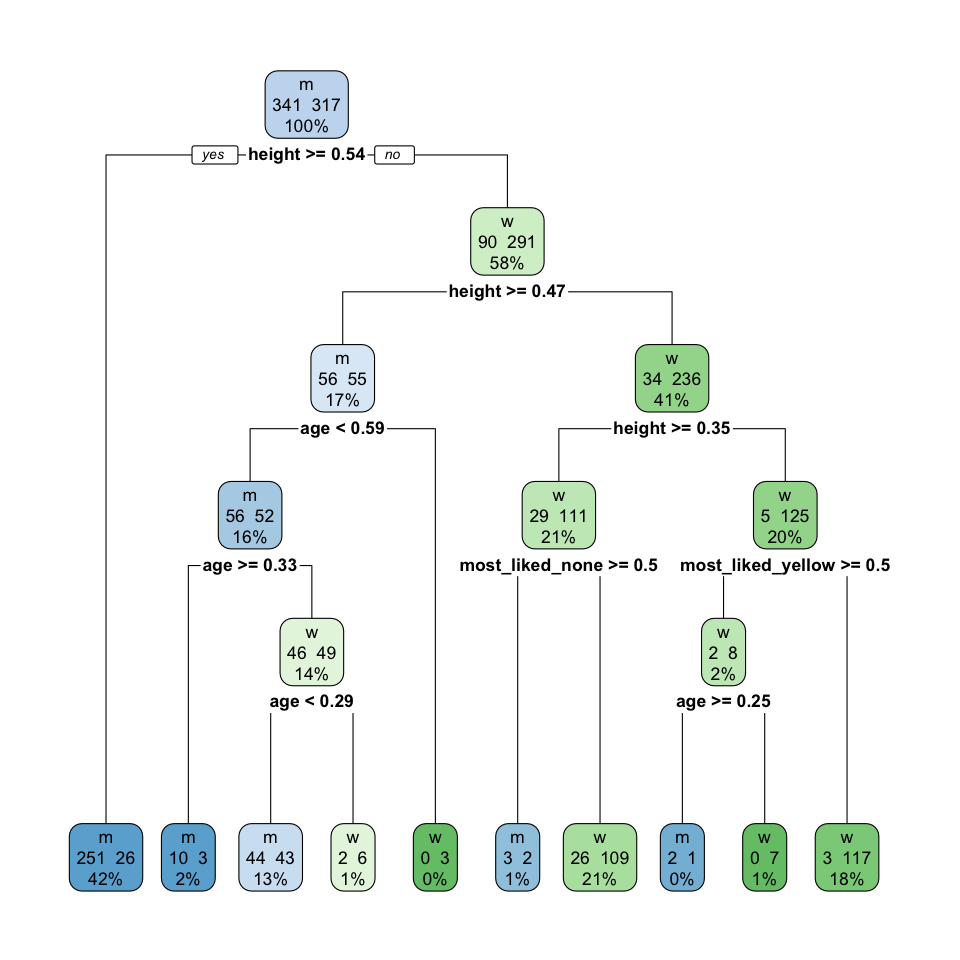 m
341 317
100%
yes height >= 0.54 no
w
90 291
58%
height >= 0.47
m
56 55
17%
w
34 236
41%
age < 0.59
height >= 0.35
m
56 52
16%
w
29 111
21%
w
5 125
20%
age >= 0.33
most_liked_none >= 0.5
most_liked_yellow >= 0.5
w
46 49
14%
w
2 8
2%
age < 0.29
age >= 0.25
m
251 26
42%
m
10 3
2%
m
44 43
13%
w
2 6
1%
w
0 3
0%
m
3 2
1%
w
26 109
21%
m
2 1
0%
w
0 7
1%
w
3 117
18%